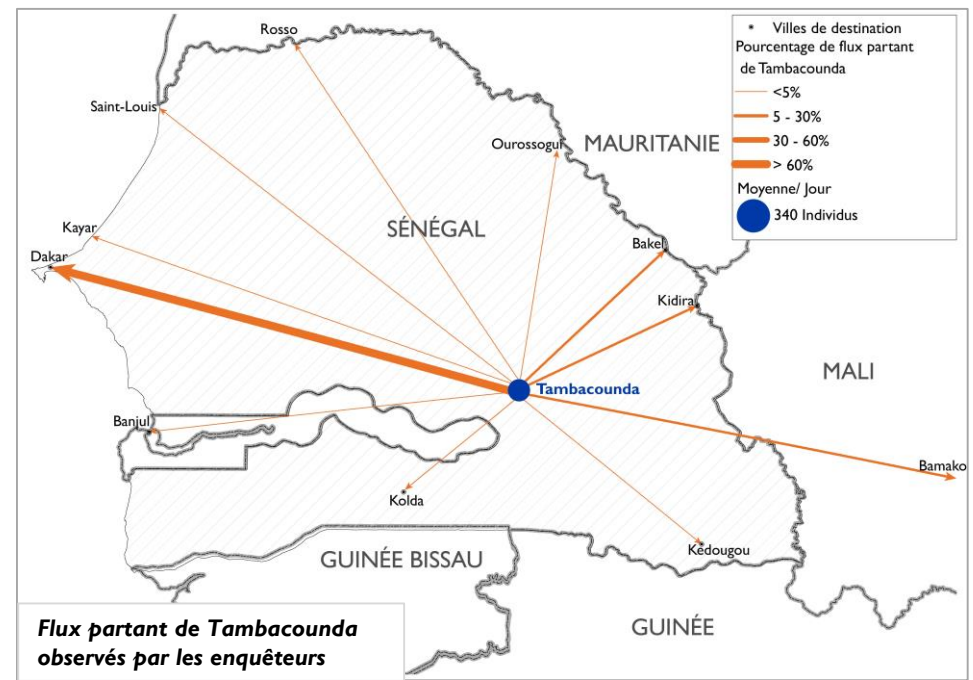 Rosso
Villes de destination
Pourcentage de flux partant
de Tambacounda
<5%
5 - 30%
30 - 60%
> 60%
Moyenne/ Jour
340 Individus
Saint-Louis
Ourossogui
MAURITANIE
SÉNÉGAL
Kayar
Bakel
Dakar
Kidira
MALI
Tambacounda
Banjul
Bamako
Kolda
Kédougou
GUINÉE BISSAU
GUINÉE
Flux partant de Tambacounda
observés par les enquêteurs